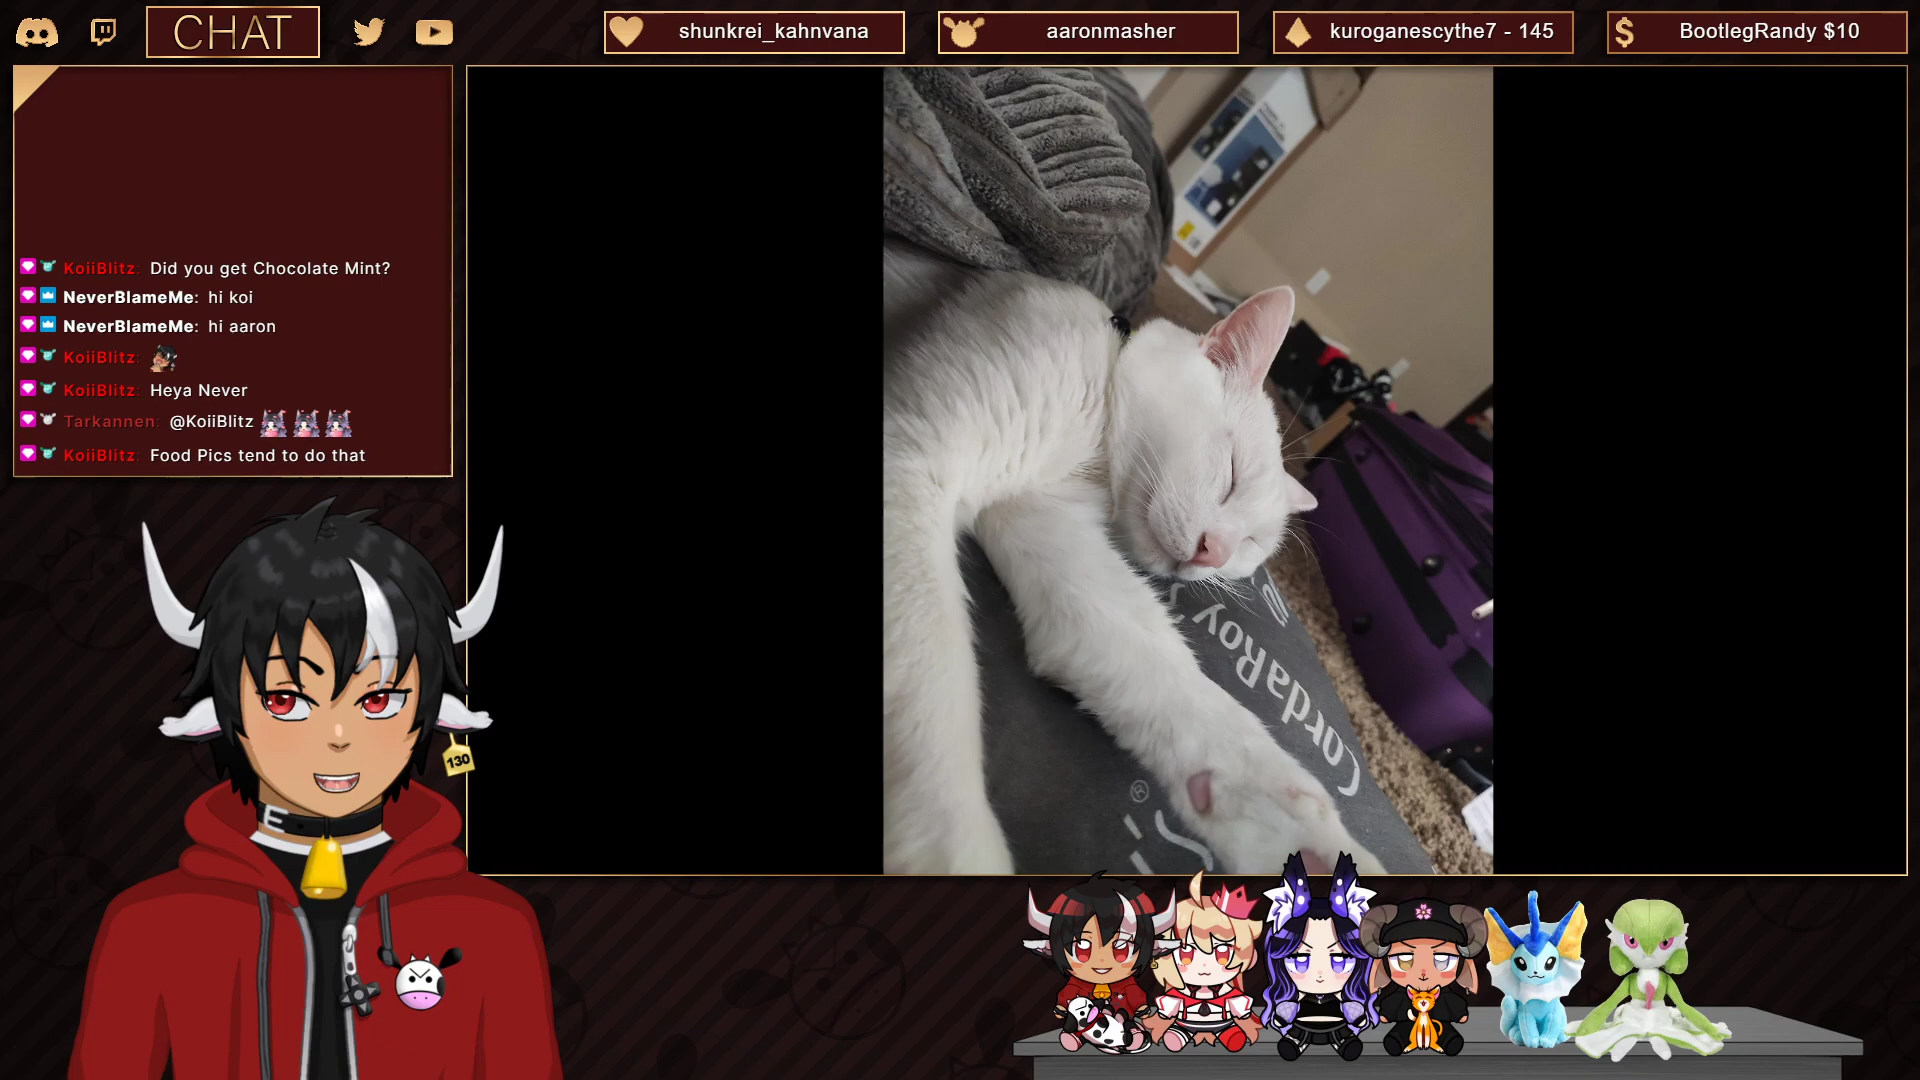 CHAT
shunkrei_kahnvana
aaronmasher
kuroganescythe7 - 145
$ BootlegRandy $10
KoiiBlitz: Did you get Chocolate Mint?
NeverBlameMe: hi koi
NeverBlameMe: hi aaron
KoiiBlitz:
KoiiBlitz: Heya Never
Tarkannen: @KoiiBlitz
KoiiBlitz: Food Pics tend to do that
130
E
CordaRoy's®